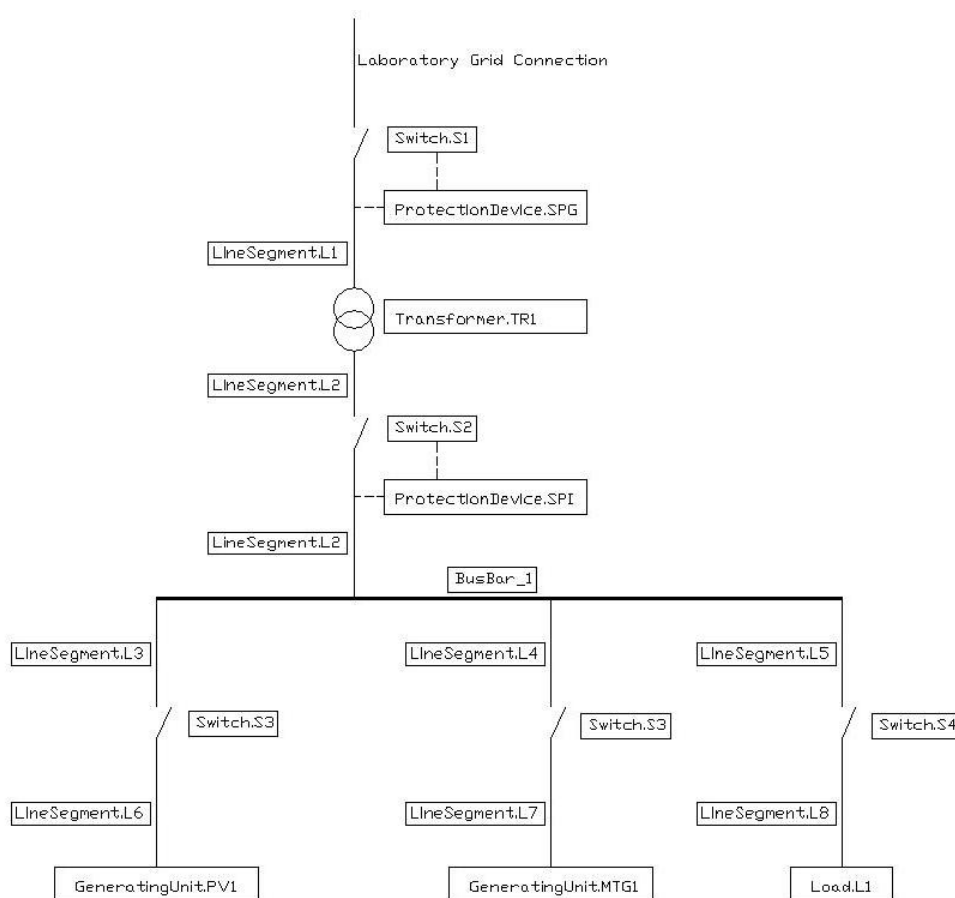 Laboratory Grid Connection
Switch.S1
ProtectionDevice.SPG
LineSegment.L1
Transformer.TR1
LineSegment.L2
Switch.S2
ProtectionDevice.SPI
LineSegment.L2
BusBar_1
LineSegment.L3
LineSegment.L4
LineSegment.L5
Switch.S3
Switch.S3
Switch.S4
LineSegment.L6
LineSegment.L7
LineSegment.L8
GeneratingUnit.PV1
GeneratingUnit.MTG1
Load.L1